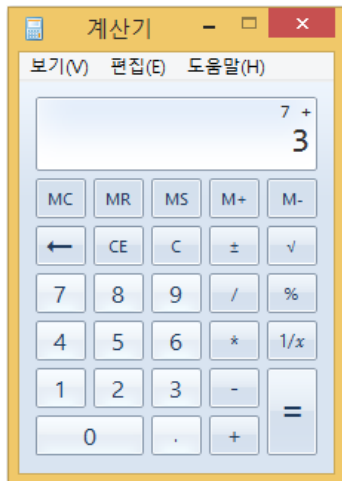 계산기
보기(V) 편집(E) 도움말(H)
7 +
3
MC MR MS M+ M-
← CE C ± √
7 8 9 / %
4 5 6 * 1/x
1 2 3 - =
0 . +